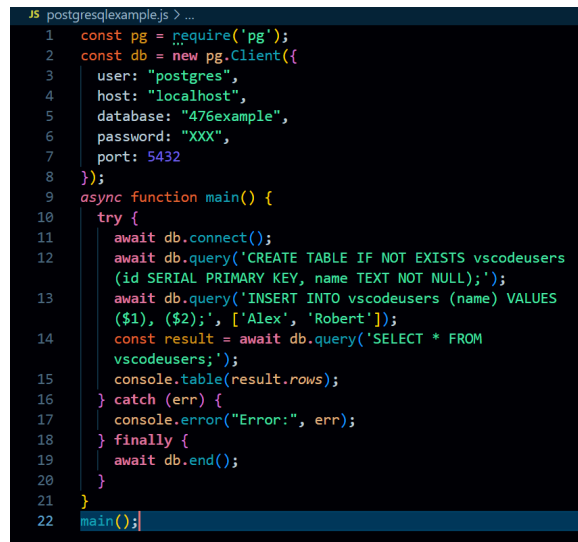 JS postgresqlexample.js > ...
1 const pg = require('pg');
2 const db = new pg.Client({
3 user: "postgres",
4 host: "localhost",
5 database: "476example",
6 password: "XXX",
7 port: 5432
8 });
9 async function main() {
10 try {
11 await db.connect();
12 await db.query('CREATE TABLE IF NOT EXISTS vscodeusers
(id SERIAL PRIMARY KEY, name TEXT NOT NULL);');
13 await db.query('INSERT INTO vscodeusers (name) VALUES
($1), ($2);', ['Alex', 'Robert']);
14 const result = await db.query('SELECT * FROM
vscodeusers;');
15 console.table(result.rows);
16 } catch (err) {
17 console.error("Error:", err);
18 } finally {
19 await db.end();
20 }
21 }
22 main();